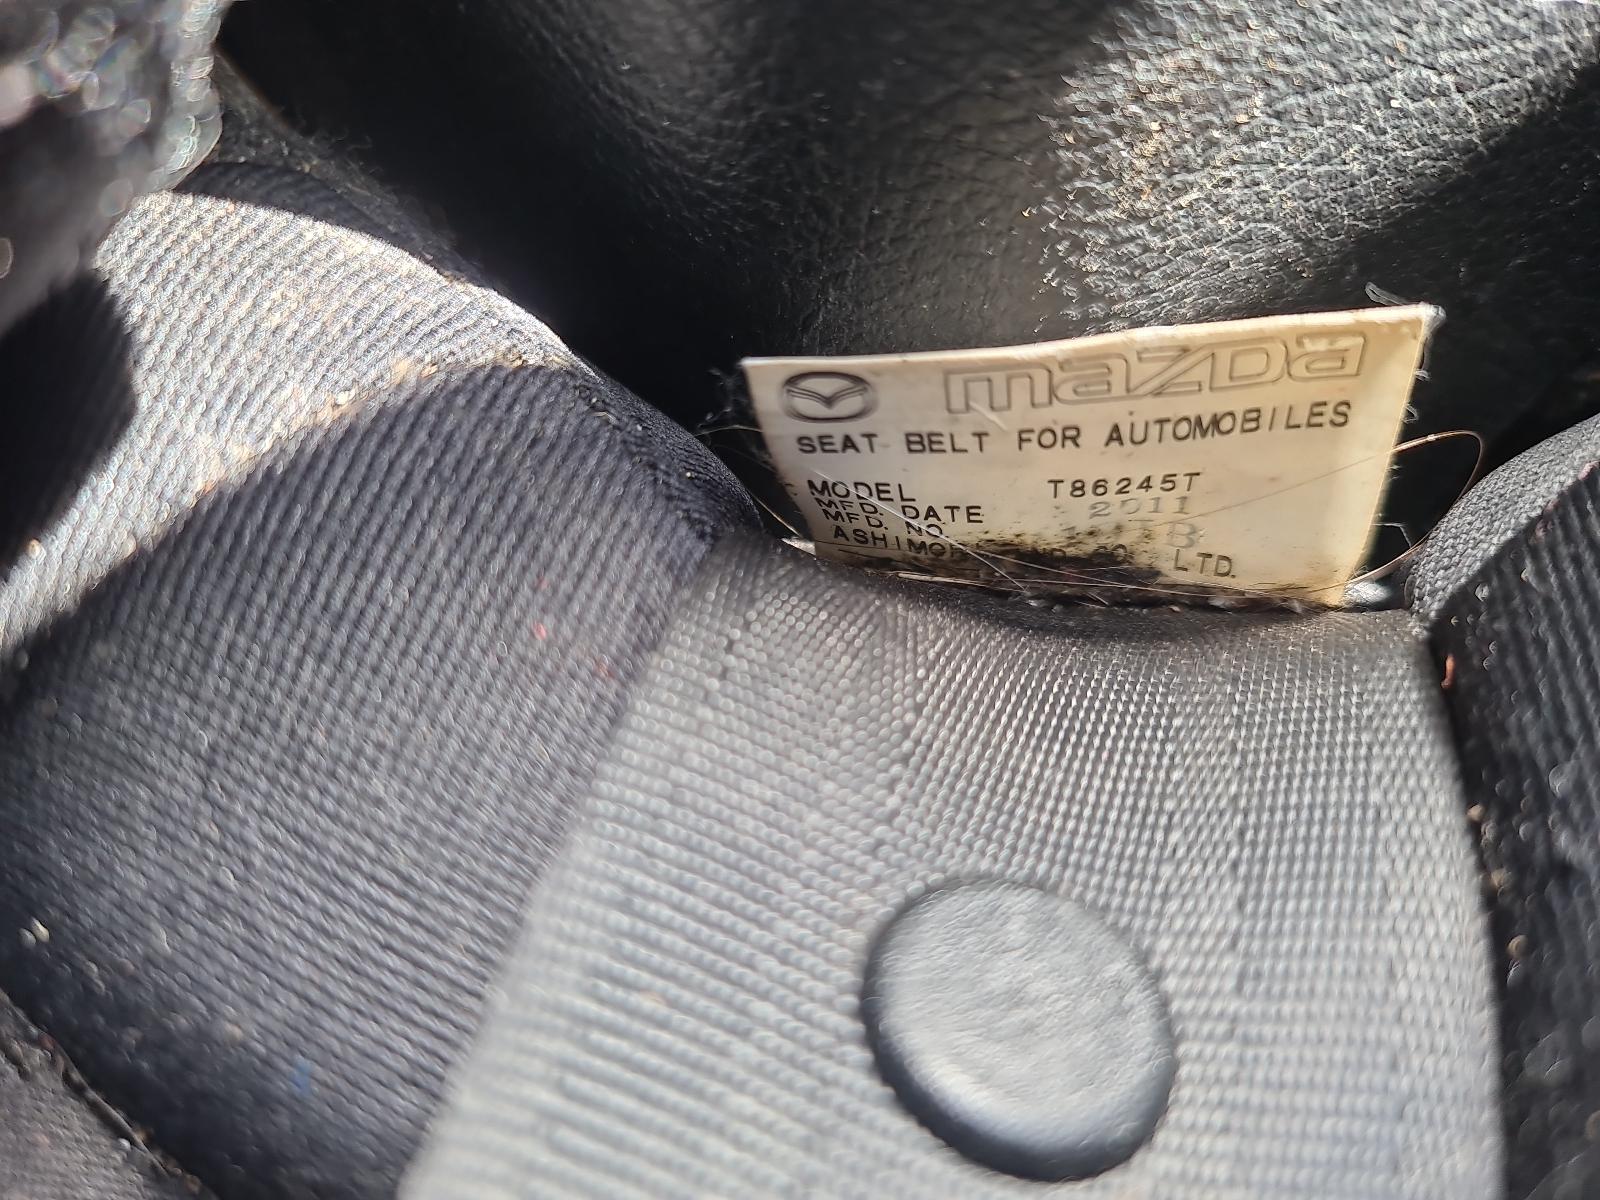 mazda
SEAT BELT FOR AUTOMOBILES
MODEL T86245T
MFD. DATE 2011
MFD. NO.
LTD.